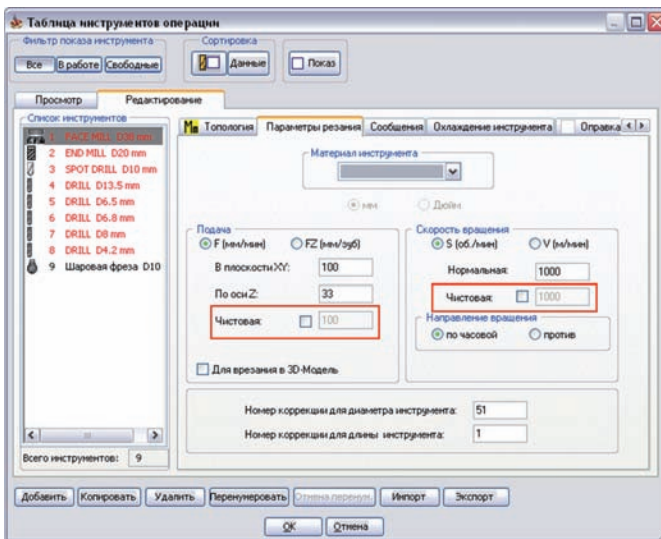 Таблица инструментов операции
Фильтр показа инструмента
Сортировка
Все В работе Свободные
Данные
Показ
Просмотр Редактирование
Список инструментов
1 FACE MILL D30 mm
2 END MILL D20 mm
3 SPOT DRILL D10 mm
4 DRILL D13.5 mm
5 DRILL D6.5 mm
6 DRILL D6.8 mm
7 DRILL D8 mm
8 DRILL D4.2 mm
9 Шаровая фреза D10
Всего инструментов: 9
Топология Параметры резания Сообщения Охлаждение инструмента Оправка
Материал инструмента
мм Дюйм
Подача
F (мм/мин) FZ (мм/зуб)
В плоскости XY: 100
По оси Z: 33
Чистовая: 100
Для врезания в 3D-Модель
Скорость вращения
S (об./мин) V (м/мин)
Нормальная: 1000
Чистовая: 1000
Направление вращения
по часовой против
Номер коррекции для диаметра инструмента: 51
Номер коррекции для длины инструмента: 1
Добавить Копировать Удалить Перенумеровать Отмена перенум. Импорт Экспорт
OK Отмена